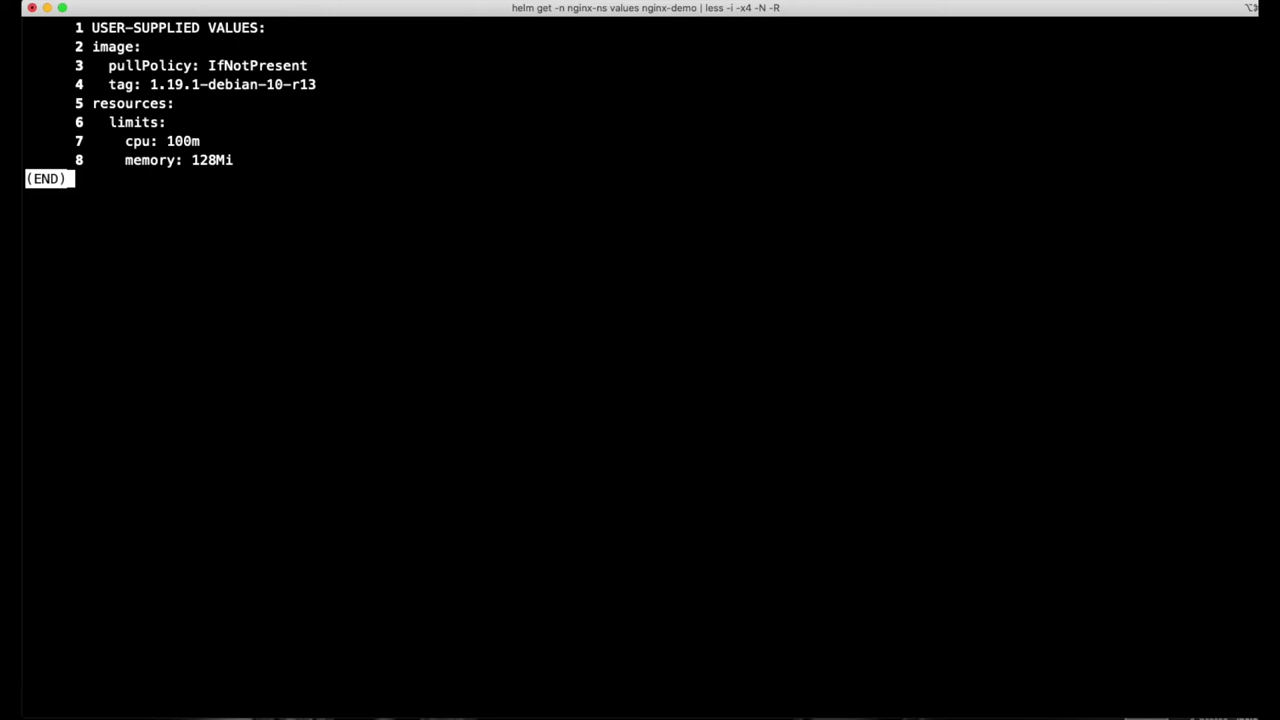 helm get -n nginx-ns values nginx-demo | less -i -x4 -N -R
⌥⌘
1 USER-SUPPLIED VALUES:
2 image:
3   pullPolicy: IfNotPresent
4   tag: 1.19.1-debian-10-r13
5 resources:
6   limits:
7     cpu: 100m
8     memory: 128Mi
(END)